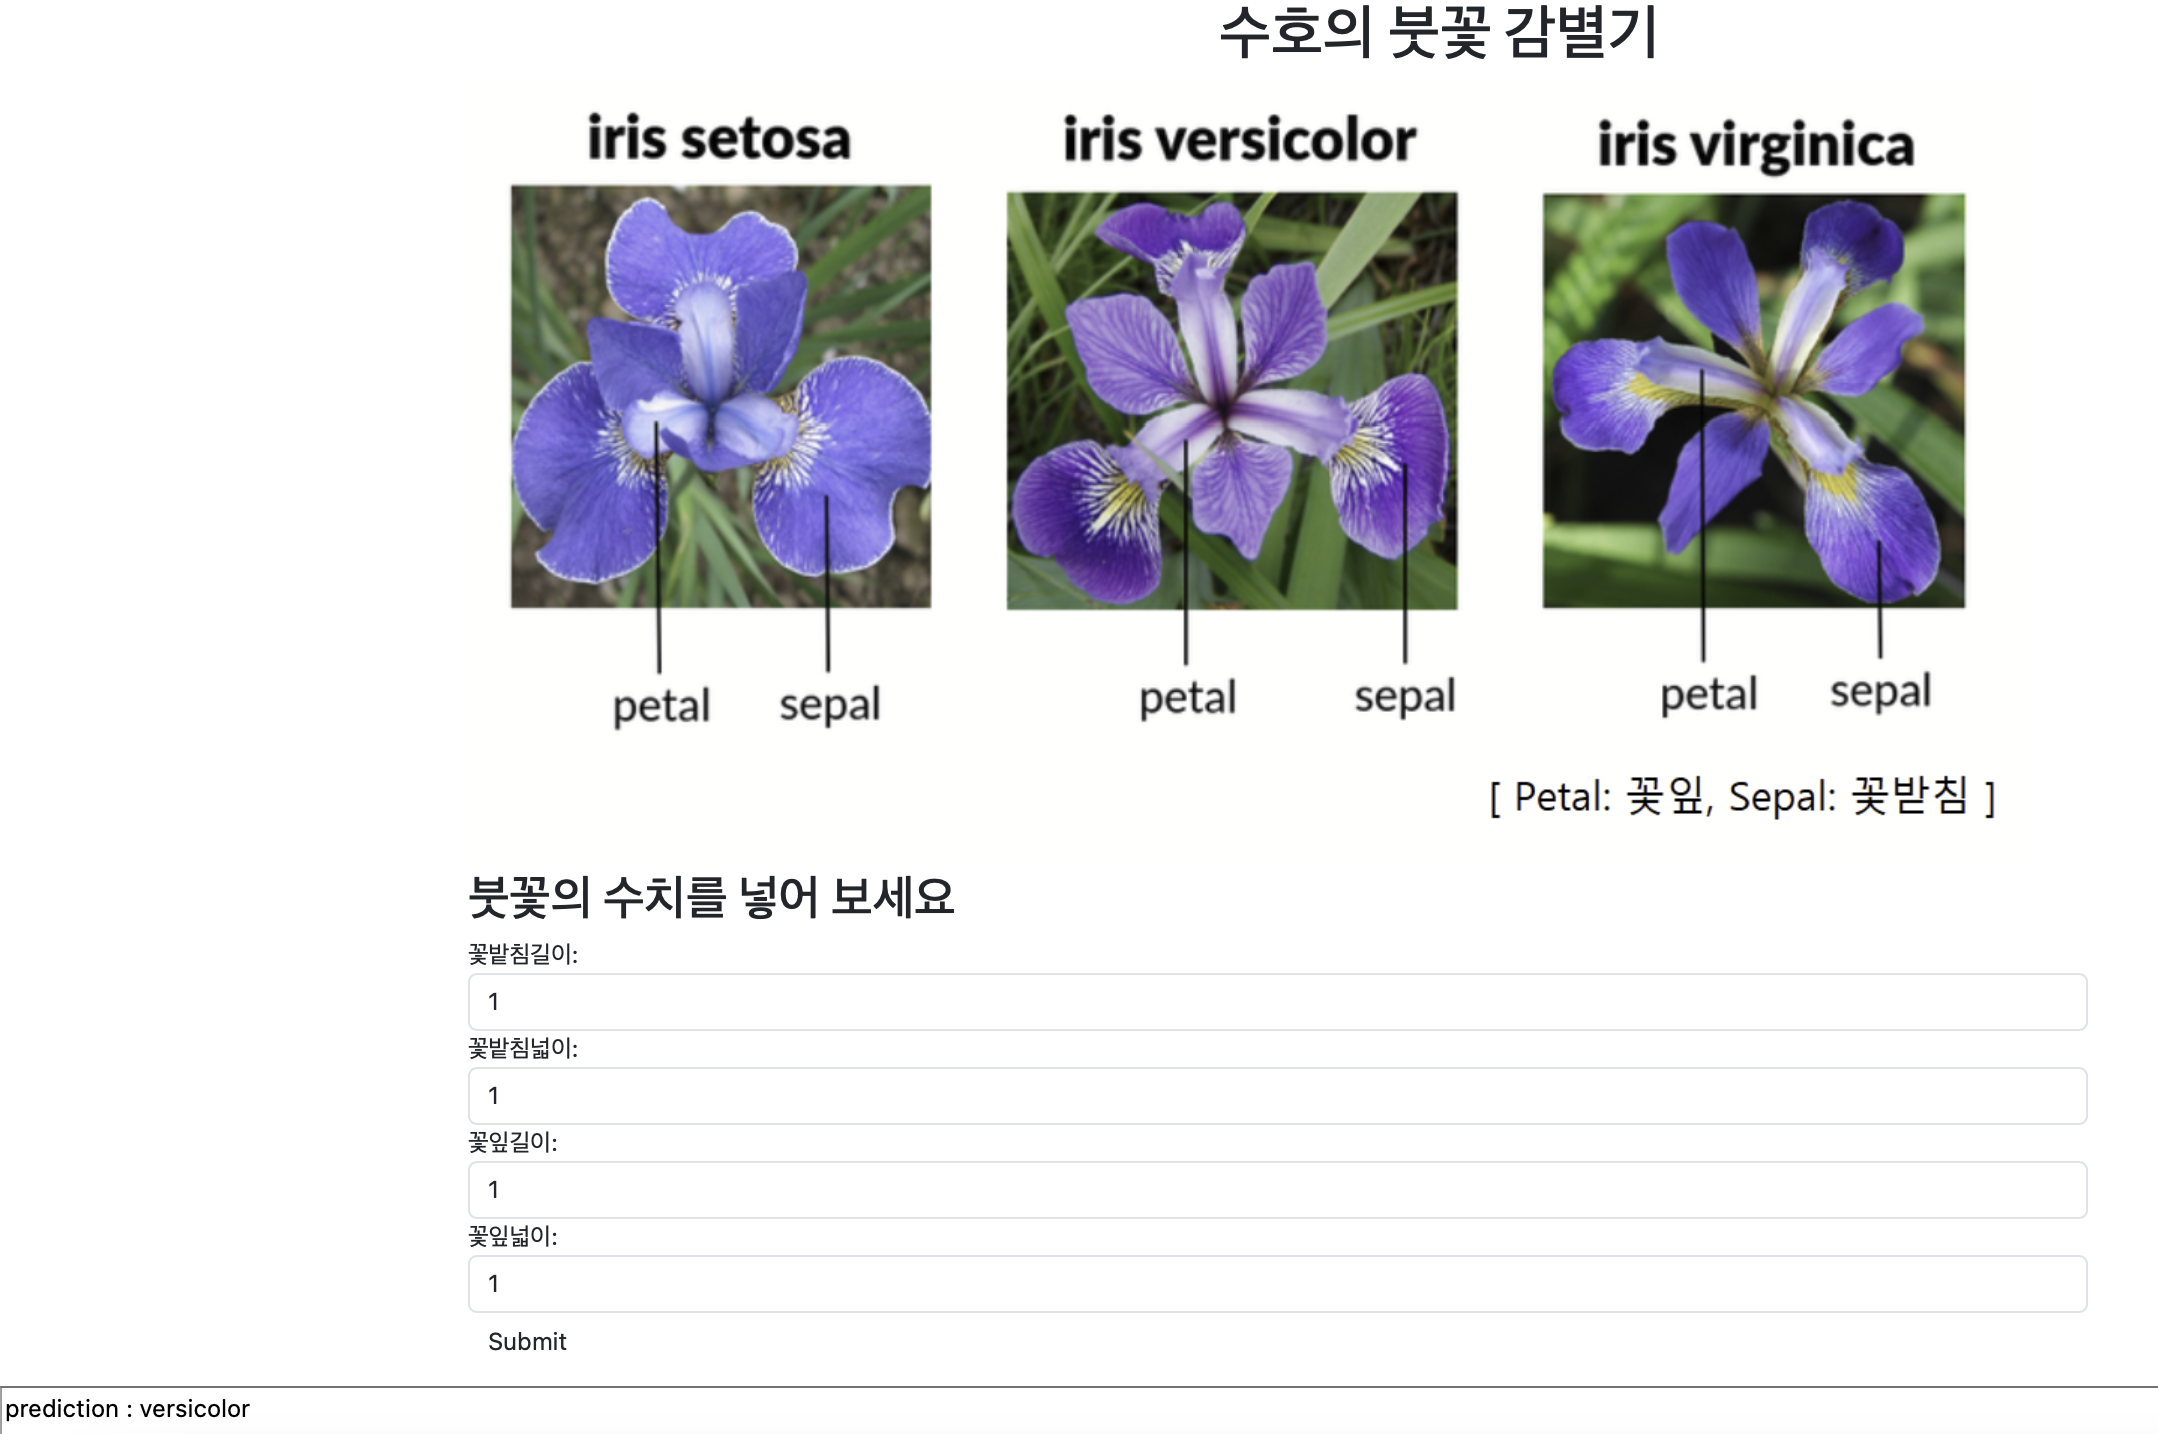 수호의 붓꽃 감별기
iris setosa
iris versicolor
iris virginica
petal
sepal
petal
sepal
petal
sepal
[ Petal: 꽃잎, Sepal: 꽃받침 ]
붓꽃의 수치를 넣어 보세요
꽃밭침길이:
1
꽃밭침넓이:
1
꽃잎길이:
1
꽃잎넓이:
1
Submit
prediction : versicolor